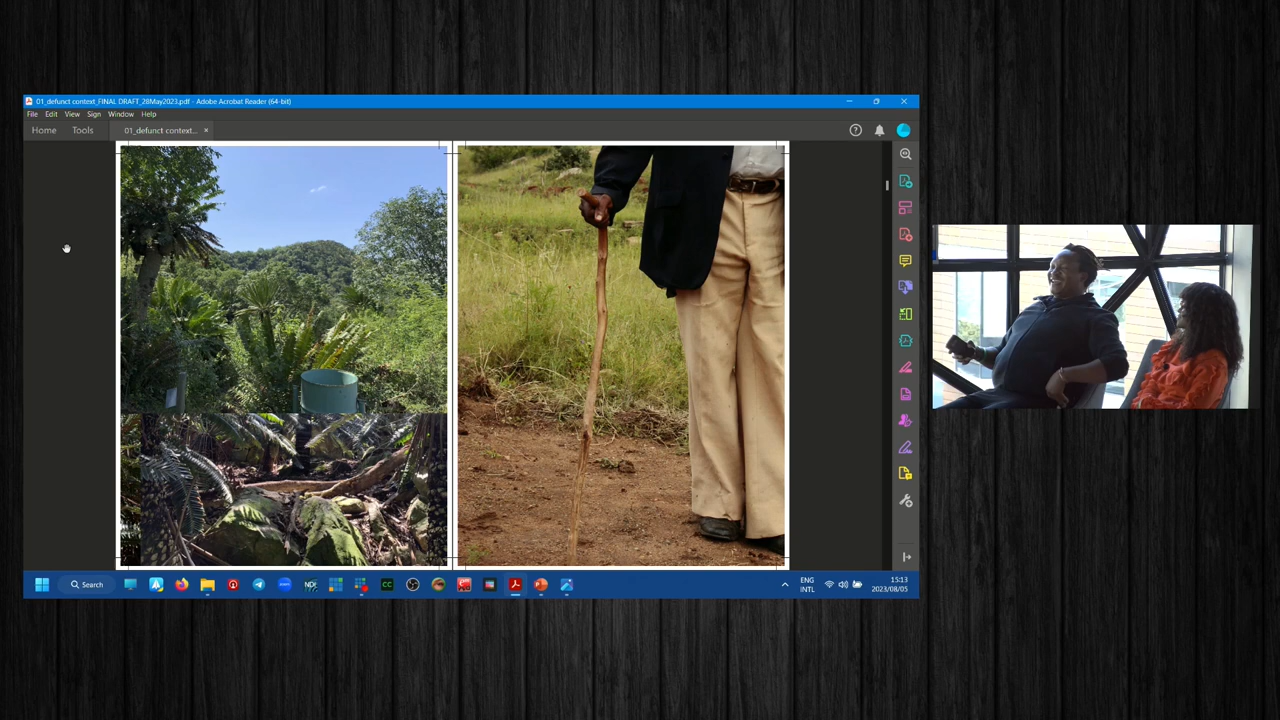 01_defunct context_FINAL DRAFT_28May2023.pdf - Adobe Acrobat Reader (64-bit)
File Edit View Sign Window Help
Home Tools 01_defunct context... ×
Search
CC
ENG
INTL
15:13
2023/08/05